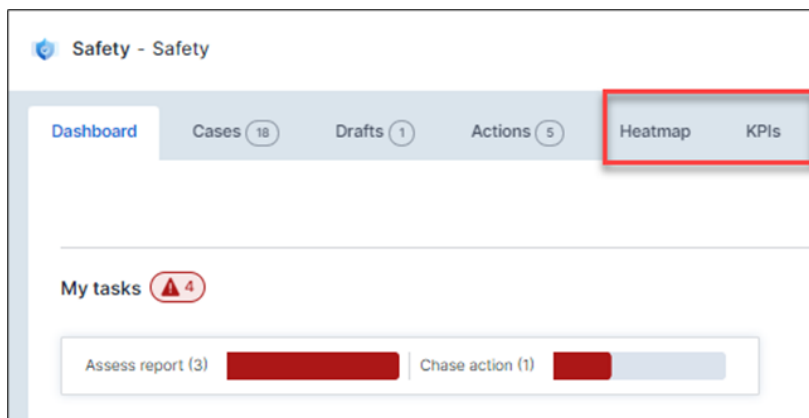 Safety - Safety
Dashboard Cases 18 Drafts 1 Actions 5 Heatmap KPIs
My tasks 4
Assess report (3) Chase action (1)